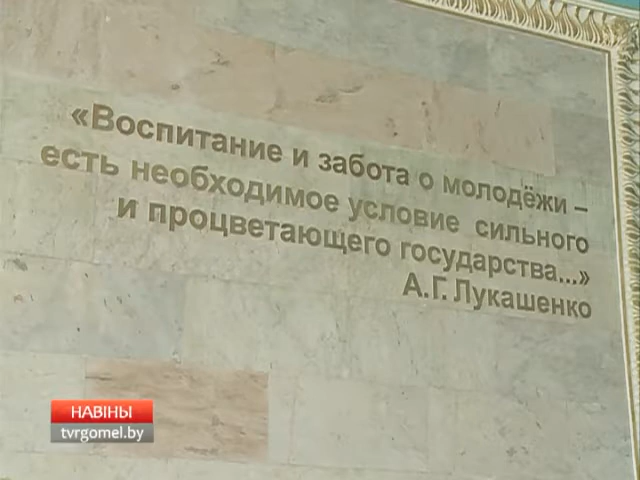 «Воспитание и забота о молодёжи –
есть необходимое условие сильного
и процветающего государства...»
А.Г. Лукашенко
НАВІНЫ
tvrgomel.by